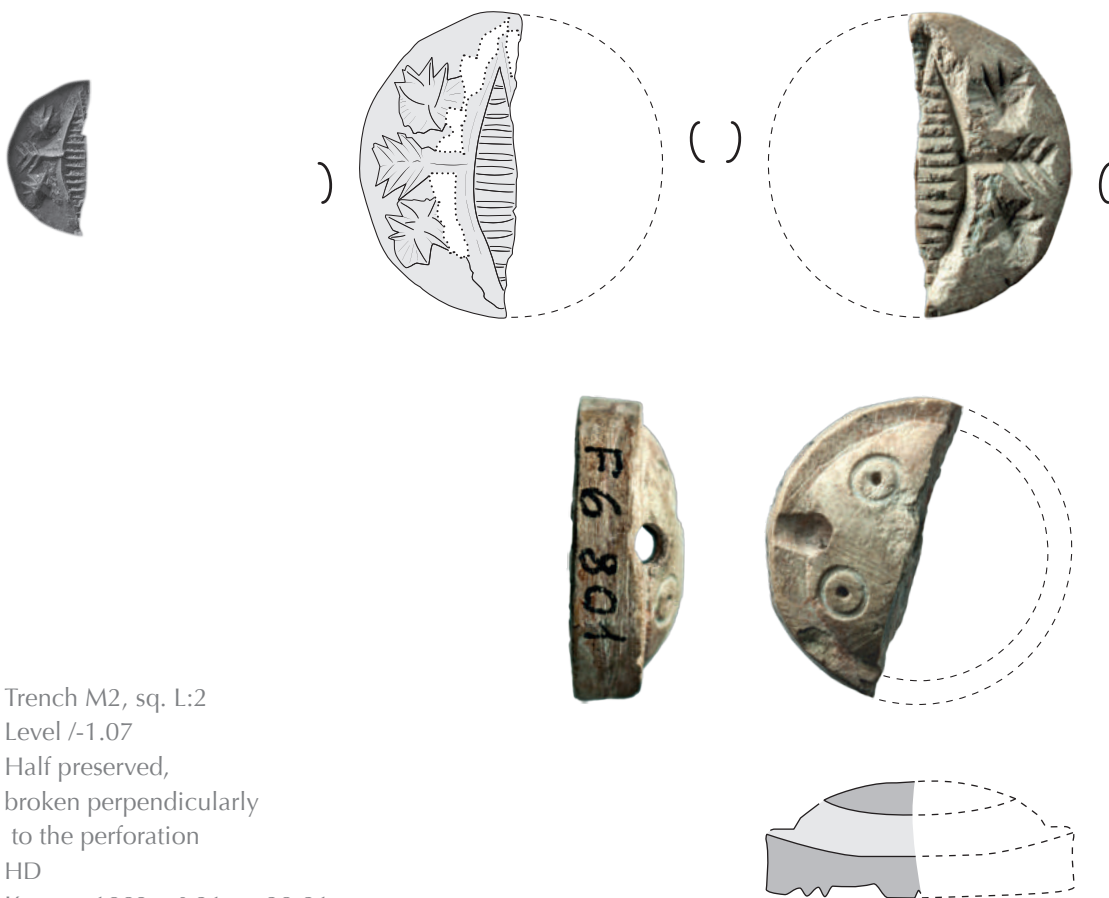 F6 801
Trench M2, sq. L:2
Level /-1.07
Half preserved,
broken perpendicularly
to the perforation
HD